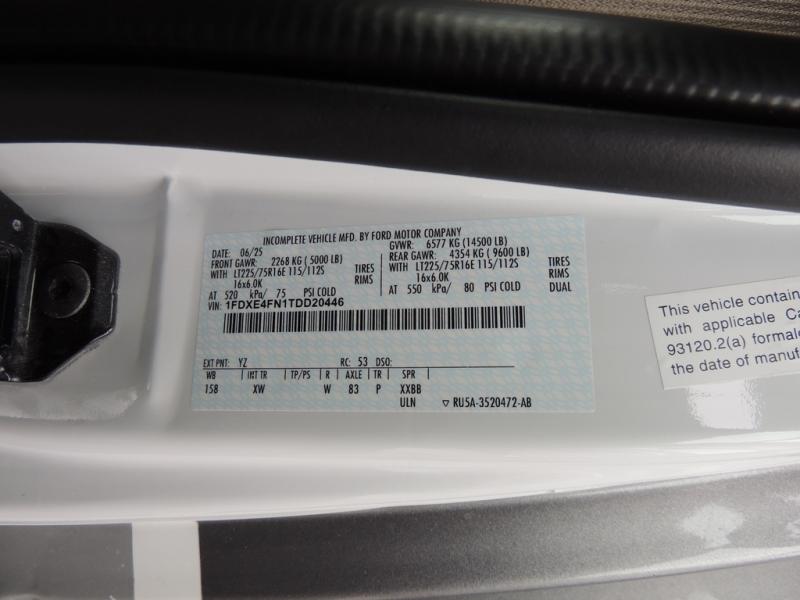 INCOMPLETE VEHICLE MFD. BY FORD MOTOR COMPANY
DATE: 06/25 GVWR: 6577 KG (14500 LB)
FRONT GAWR: 2268 KG ( 5000 LB) REAR GAWR: 4354 KG ( 9600 LB)
WITH LT225/75R16E 115/112S TIRES WITH LT225/75R16E 115/112S TIRES
16x6.0K RIMS 16x6.0K RIMS
AT 520 kPa/ 75 PSI COLD AT 550 kPa/ 80 PSI COLD DUAL
VIN: 1FDXE4FN1TDD20446
EXT PNT: YZ RC: 53 DSO:
WB INT TR TP/PS R AXLE TR SPR
158 XW W 83 P XXBB
ULN ▽ RU5A-3520472-AB
This vehicle contain
with applicable Ca
93120.2(a) formale
the date of manuf